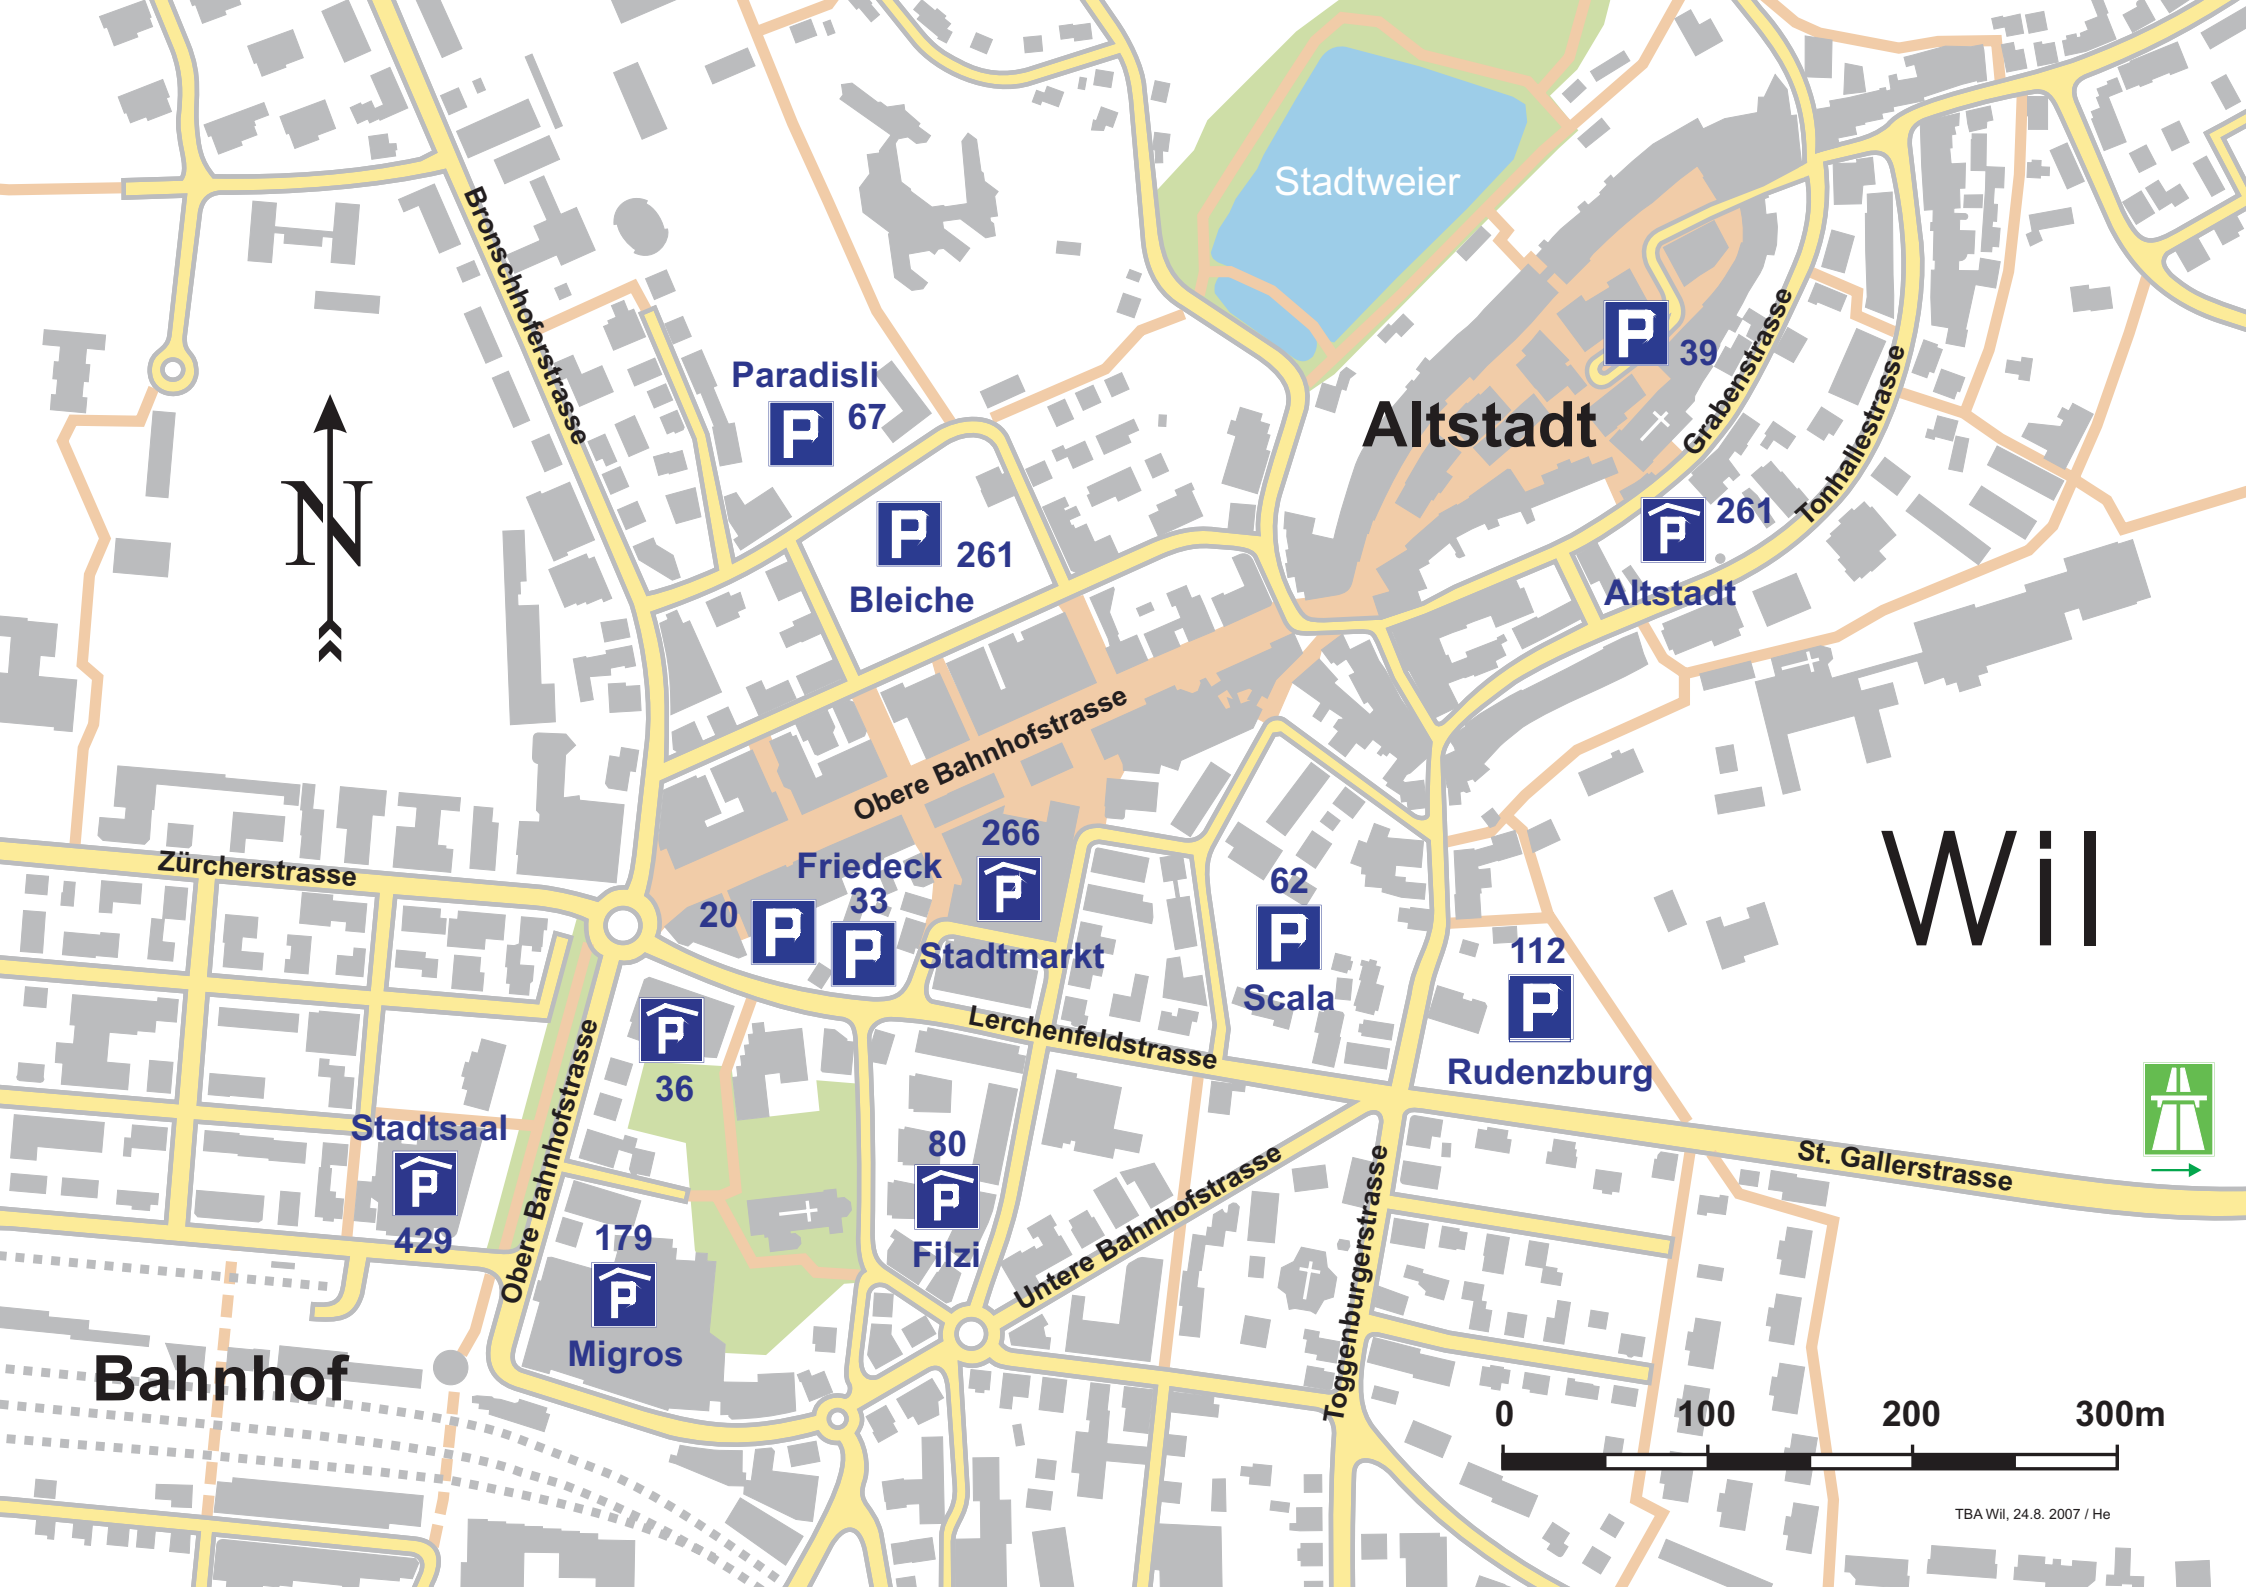 Stadtweier
Bronschhoferstrasse
P
39
Grabenstrasse
Paradisli
P
67
Altstadt
Tonhallestrasse
N
P
261
Bleiche
P
261
Altstadt
Obere Bahnhofstrasse
Wil
266
P
Stadtmarkt
Friedeck
33
P
20
P
Zürcherstrasse
62
P
Scala
112
P
Rudenzburg
Lerchenfeldstrasse
P
36
Obere Bahnhofstrasse
Stadtsaal
P
429
80
P
Filzi
Untere Bahnhofstrasse
Toggenburgerstrasse
St. Gallerstrasse
179
P
Migros
Bahnhof
0 100 200 300m
TBA Wil, 24.8. 2007 / He